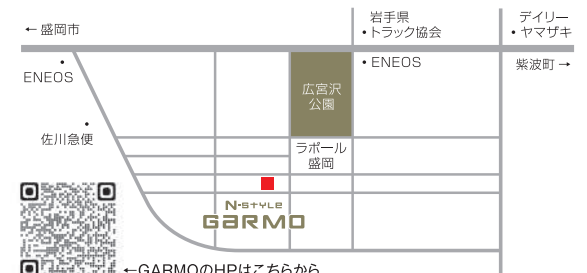 ← 盛岡市
岩手県
・トラック協会
デイリー
・ヤマザキ
ENEOS
・ENEOS
紫波町 →
広宮沢
公園
佐川急便
ラポール
盛岡
N-STYLE
GARMO
←GARMOのHPはこちらから